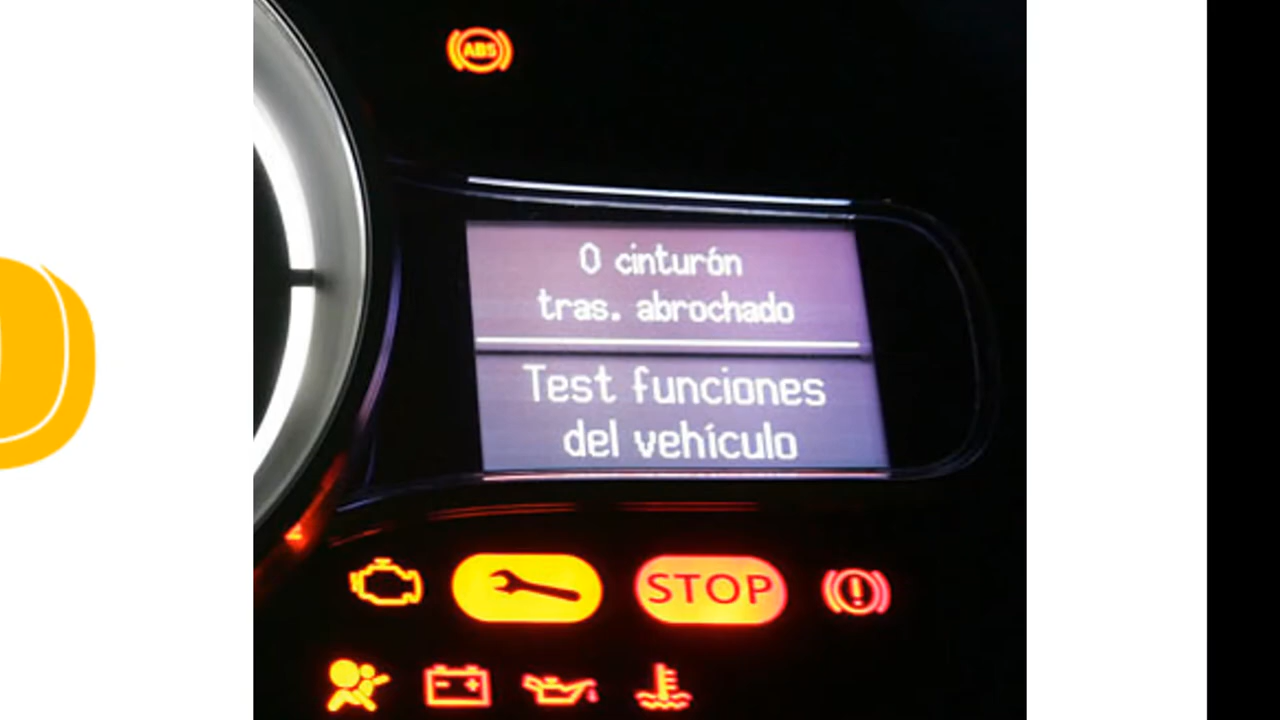 ABS
0 cinturón
tras. abrochado
Test funciones
del vehículo
STOP